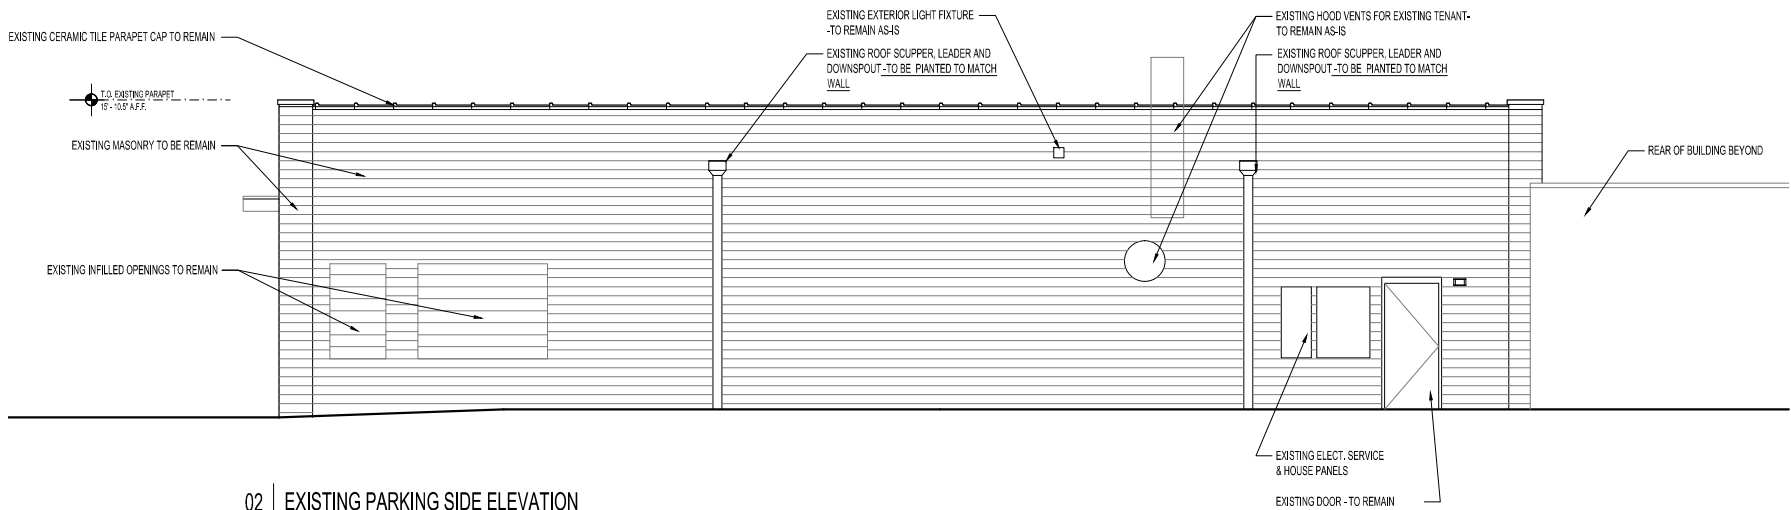 EXISTING CERAMIC TILE PARAPET CAP TO REMAIN
T.O. EXISTING PARAPET
15' - 10.5" A.F.F.
EXISTING MASONRY TO BE REMAIN
EXISTING INFILLED OPENINGS TO REMAIN
EXISTING EXTERIOR LIGHT FIXTURE
-TO REMAIN AS-IS
EXISTING ROOF SCUPPER, LEADER AND
DOWNSPOUT -TO BE PIANTED TO MATCH
WALL
EXISTING HOOD VENTS FOR EXISTING TENANT-
TO REMAIN AS-IS
EXISTING ROOF SCUPPER, LEADER AND
DOWNSPOUT -TO BE PIANTED TO MATCH
WALL
REAR OF BUILDING BEYOND
EXISTING ELECT. SERVICE
& HOUSE PANELS
EXISTING DOOR - TO REMAIN
02 EXISTING PARKING SIDE ELEVATION